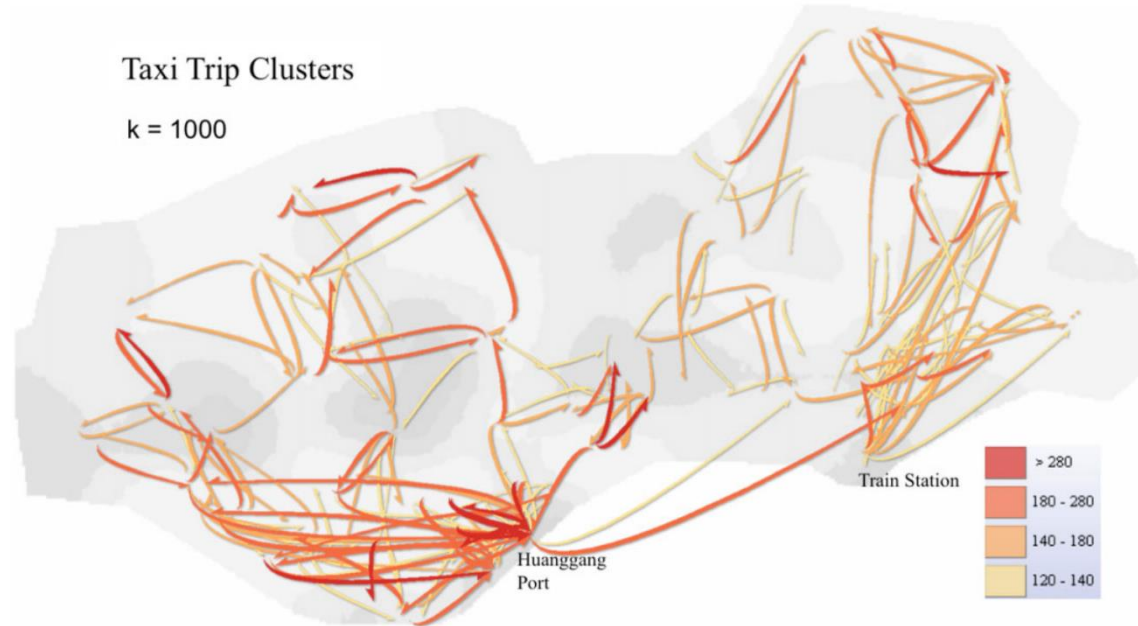 Taxi Trip Clusters
k = 1000
> 280
Train Station
180 - 280
140 - 180
Huanggang
Port
120 - 140